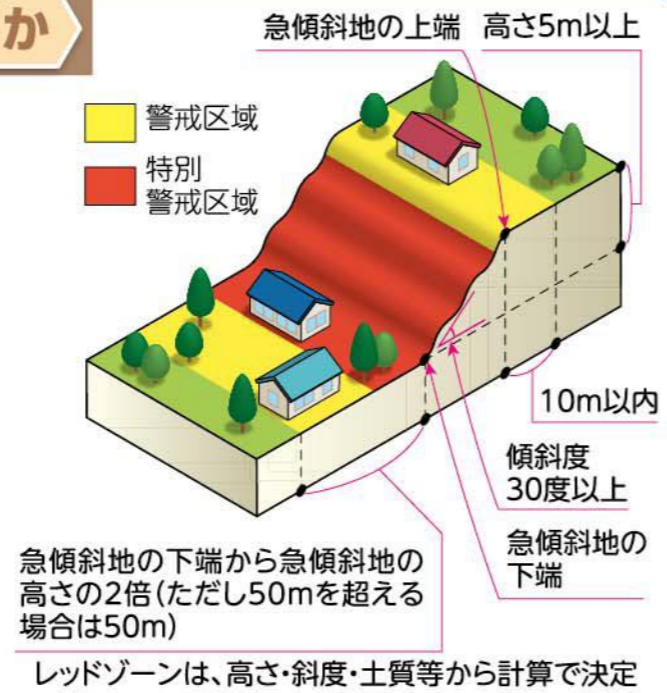 か
急傾斜地の上端
高さ5m以上
警戒区域
特別
警戒区域
10m以内
傾斜度
30度以上
急傾斜地の
下端
急傾斜地の下端から急傾斜地の
高さの2倍(ただし50mを超える
場合は50m)
レッドゾーンは、高さ・斜度・土質等から計算で決定